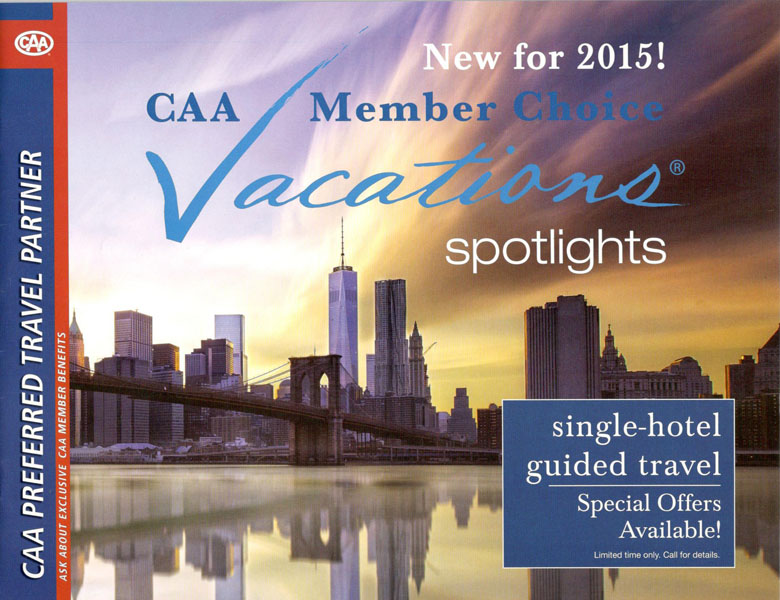 CAA
CAA PREFERRED TRAVEL PARTNER
ASK ABOUT EXCLUSIVE CAA MEMBER BENEFITS
New for 2015!
CAA Member Choice
Vacations®
spotlights
single-hotel
guided travel
Special Offers
Available!
Limited time only. Call for details.